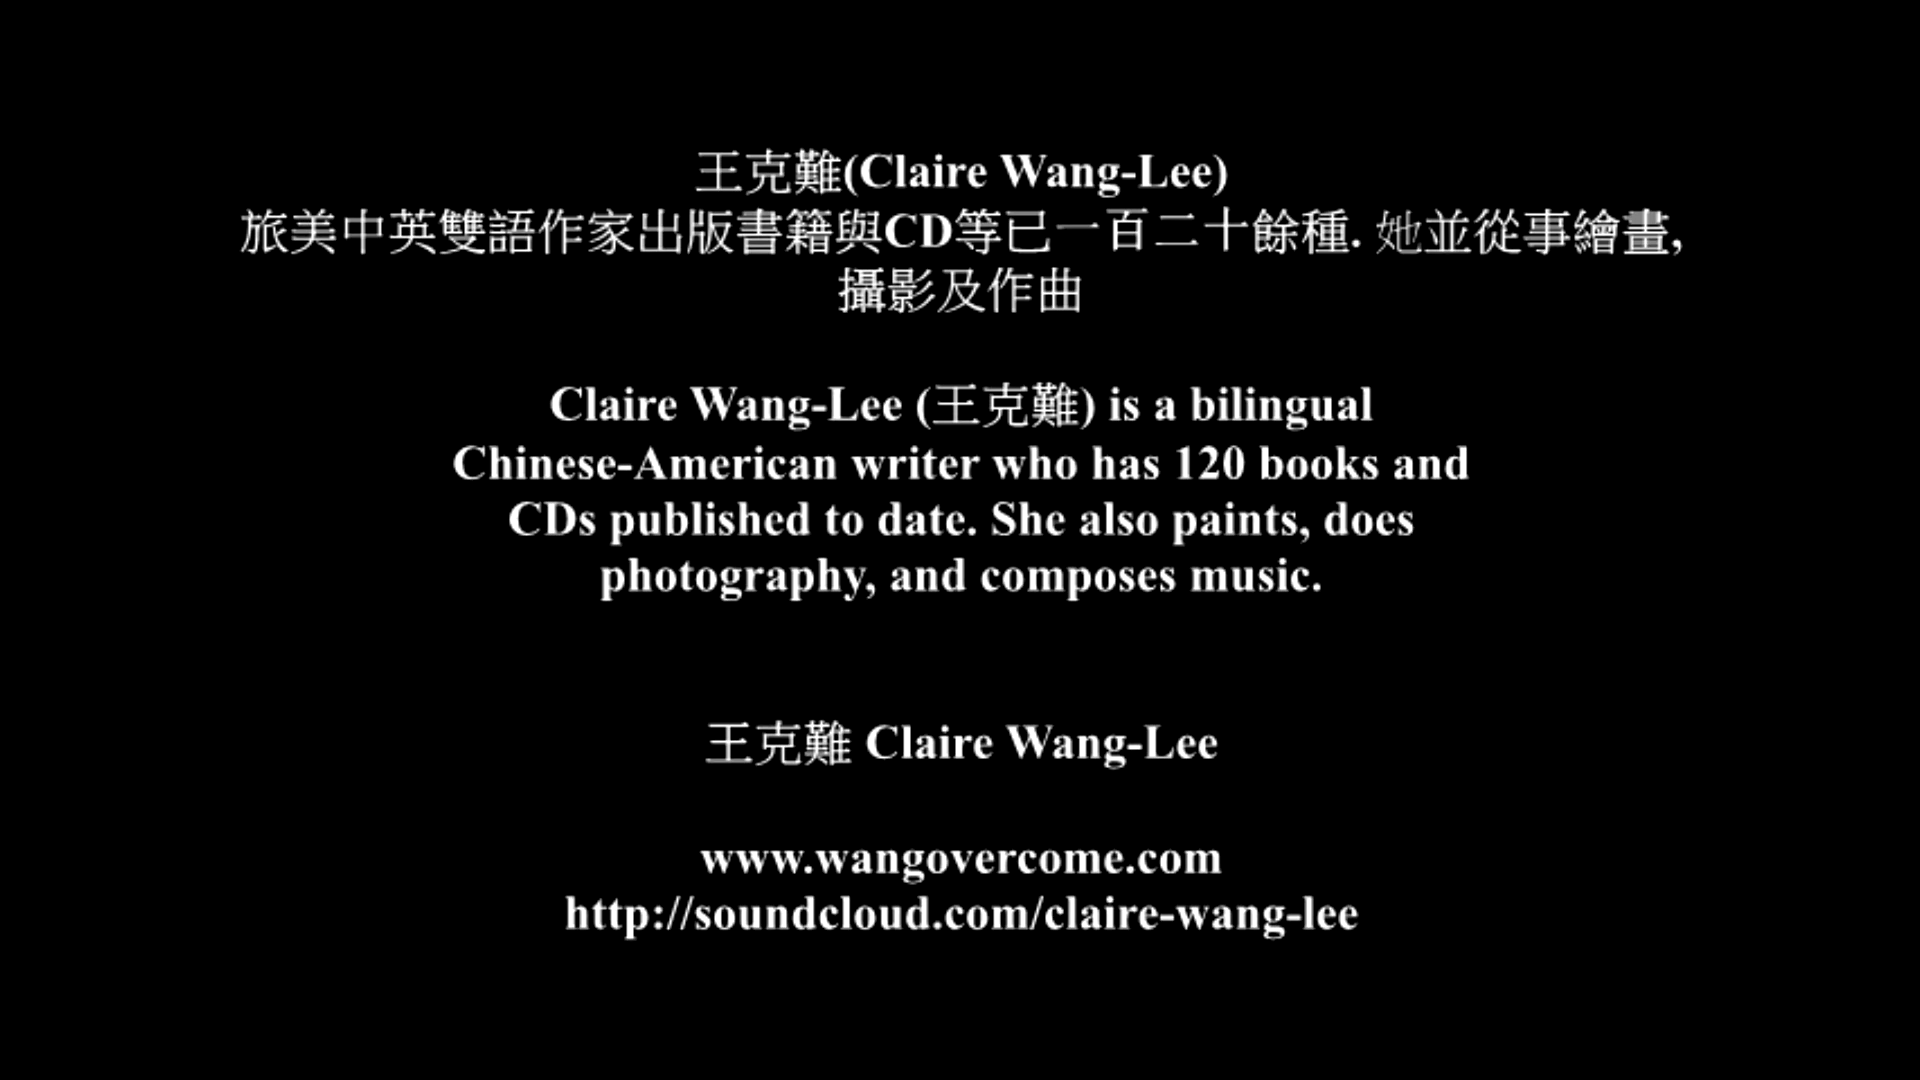 王克難(Claire Wang-Lee)
旅美中英雙語作家出版書籍與CD等已一百二十餘種. 她並從事繪畫,
攝影及作曲
Claire Wang-Lee (王克難) is a bilingual
Chinese-American writer who has 120 books and
CDs published to date. She also paints, does
photography, and composes music.
王克難 Claire Wang-Lee
www.wangovercome.com
http://soundcloud.com/claire-wang-lee